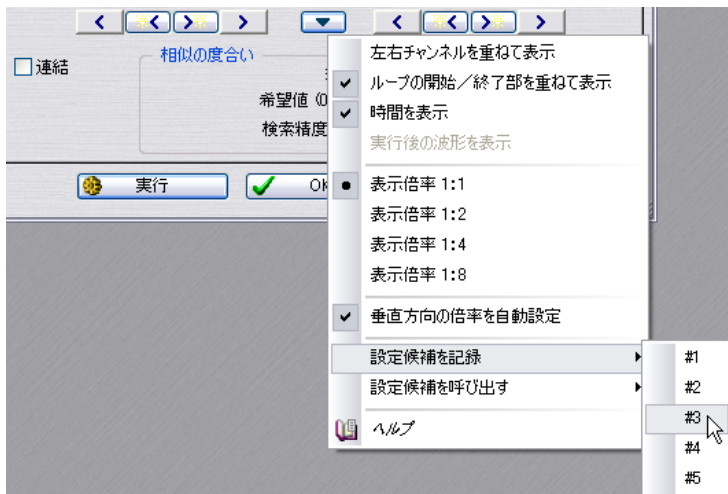 左右チャンネルを重ねて表示
連結
相似の度合い
ループの開始／終了部を重ねて表示
希望値 (0
時間を表示
検索精度
実行後の波形を表示
実行
OK
表示倍率 1:1
表示倍率 1:2
表示倍率 1:4
表示倍率 1:8
垂直方向の倍率を自動設定
設定候補を記録
#1
設定候補を呼び出す
#2
ヘルプ
#3
#4
#5